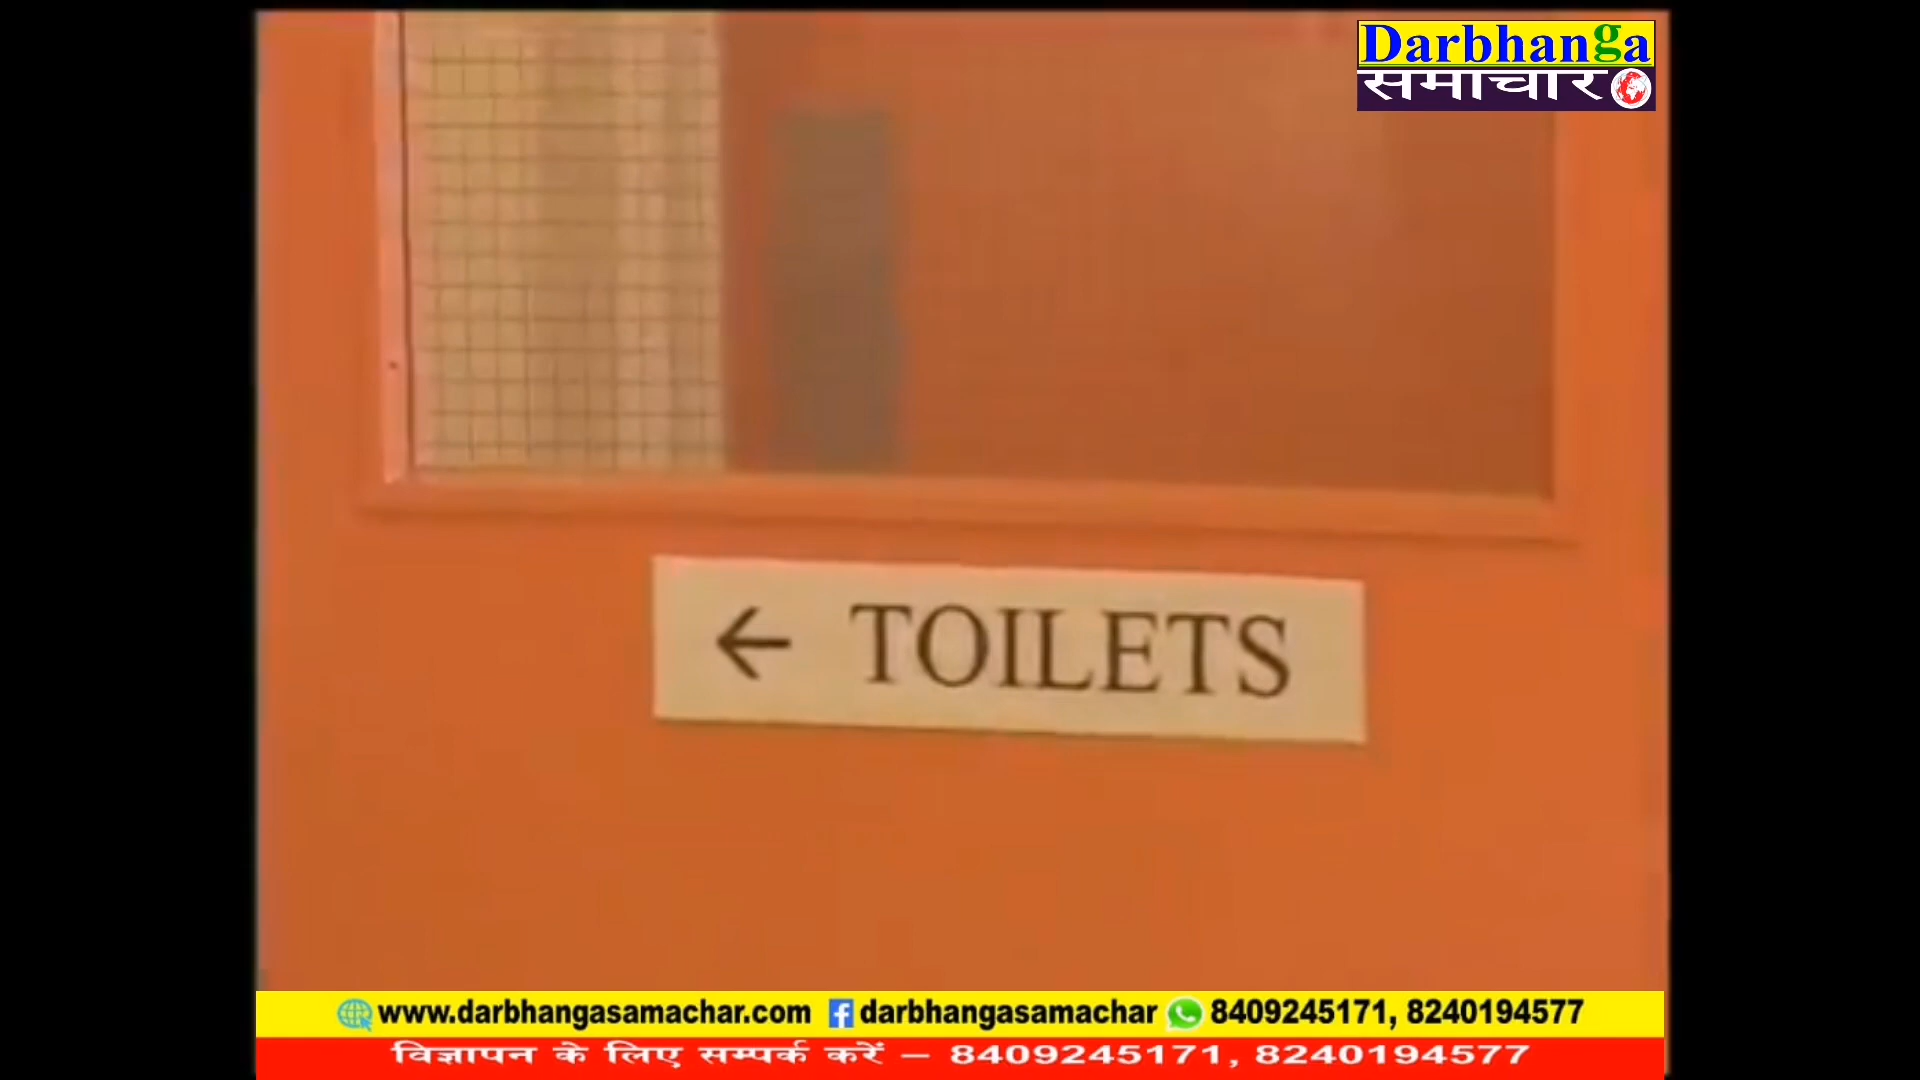 Darbhanga
समाचार
← TOILETS
www.darbhangasamachar.com darbhangasamachar 8409245171, 8240194577
विज्ञापन के लिए सम्पर्क करें – 8409245171, 8240194577